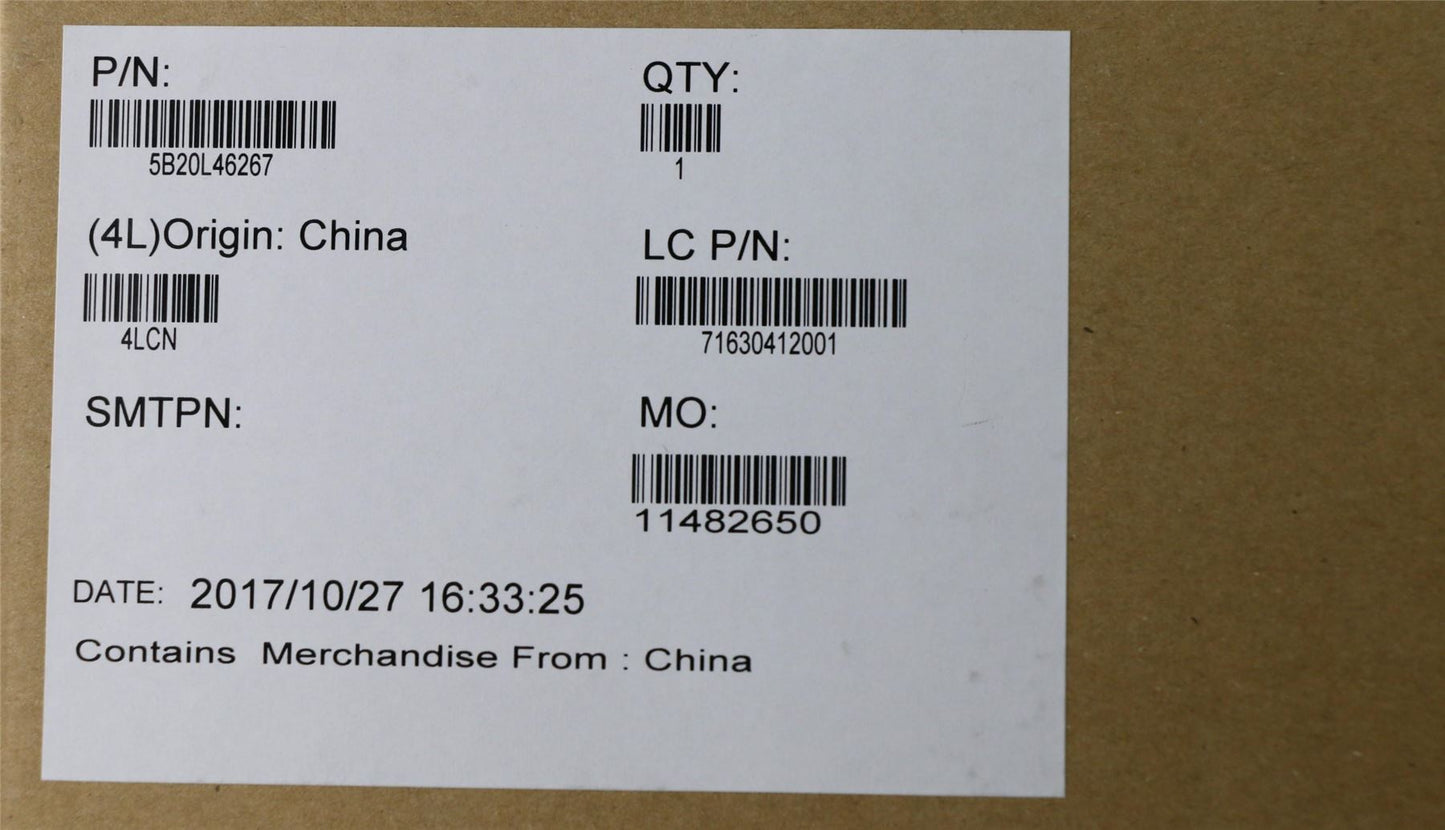 P/N:
5B20L46267
QTY:
1
(4L)Origin: China
4LCN
LC P/N:
71630412001
SMTPN:
MO:
11482650
DATE: 2017/10/27 16:33:25
Contains Merchandise From : China